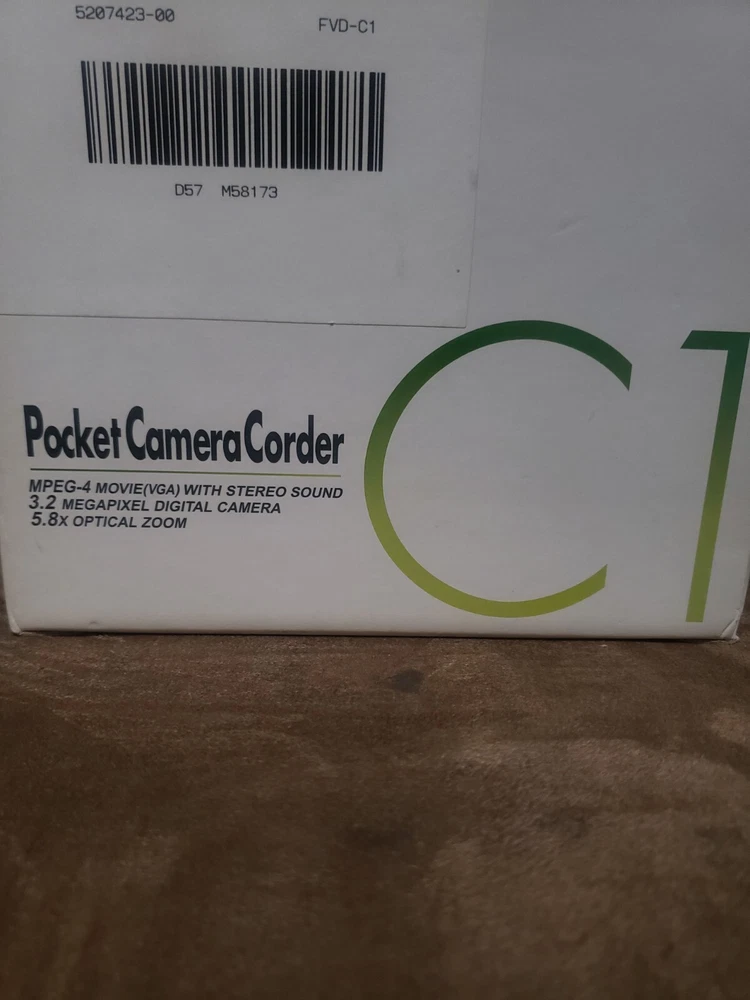 5207423-00 FVD-C1
D57 M58173
C1
Pocket Camera Corder
MPEG-4 MOVIE(VGA) WITH STEREO SOUND
3.2 MEGAPIXEL DIGITAL CAMERA
5.8x OPTICAL ZOOM